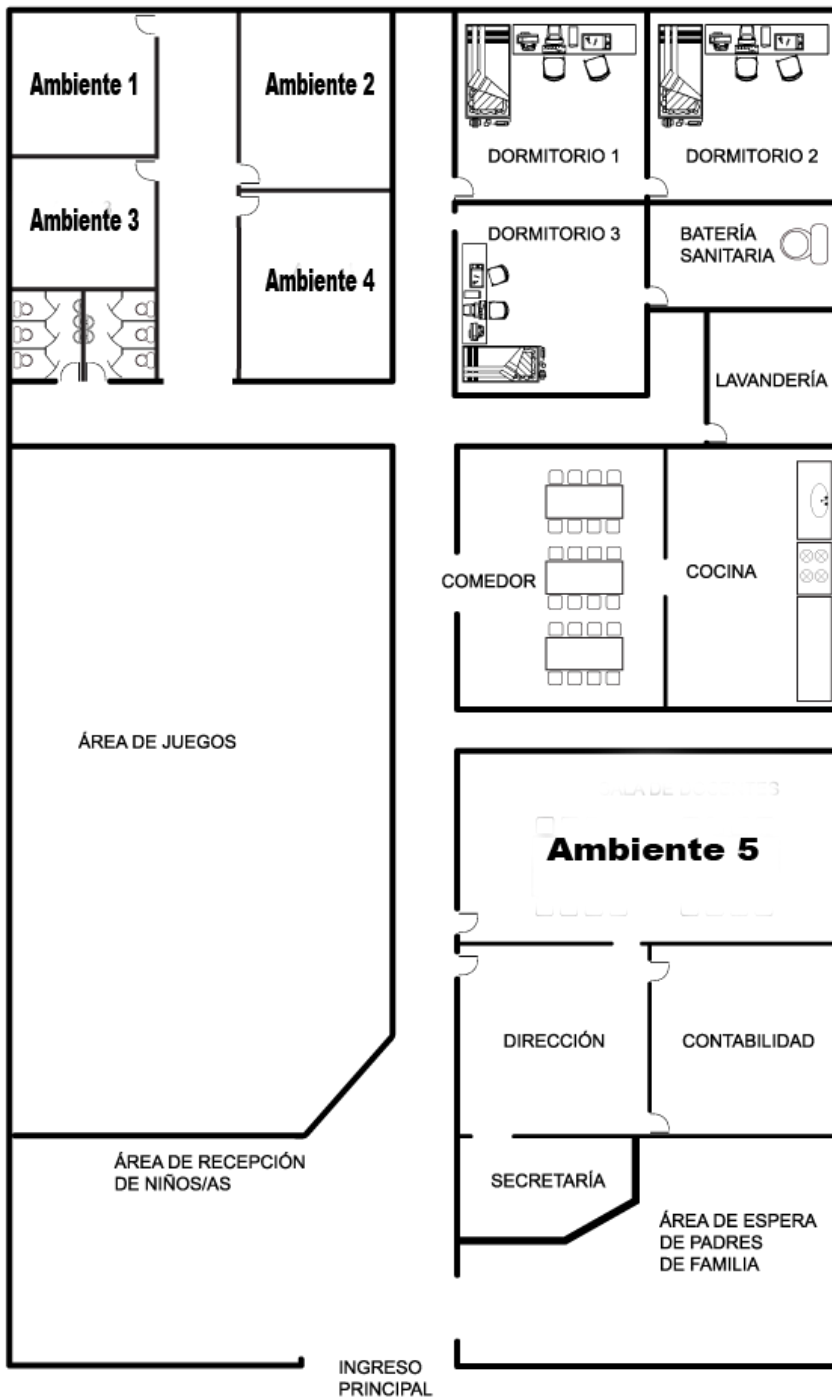 Ambiente 1
Ambiente 2
DORMITORIO 1
DORMITORIO 2
Ambiente 3
Ambiente 4
DORMITORIO 3
BATERÍA
SANITARIA
LAVANDERÍA
COMEDOR
COCINA
ÁREA DE JUEGOS
Ambiente 5
DIRECCIÓN
CONTABILIDAD
ÁREA DE RECEPCIÓN
DE NIÑOS/AS
SECRETARÍA
ÁREA DE ESPERA
DE PADRES
DE FAMILIA
INGRESO
PRINCIPAL